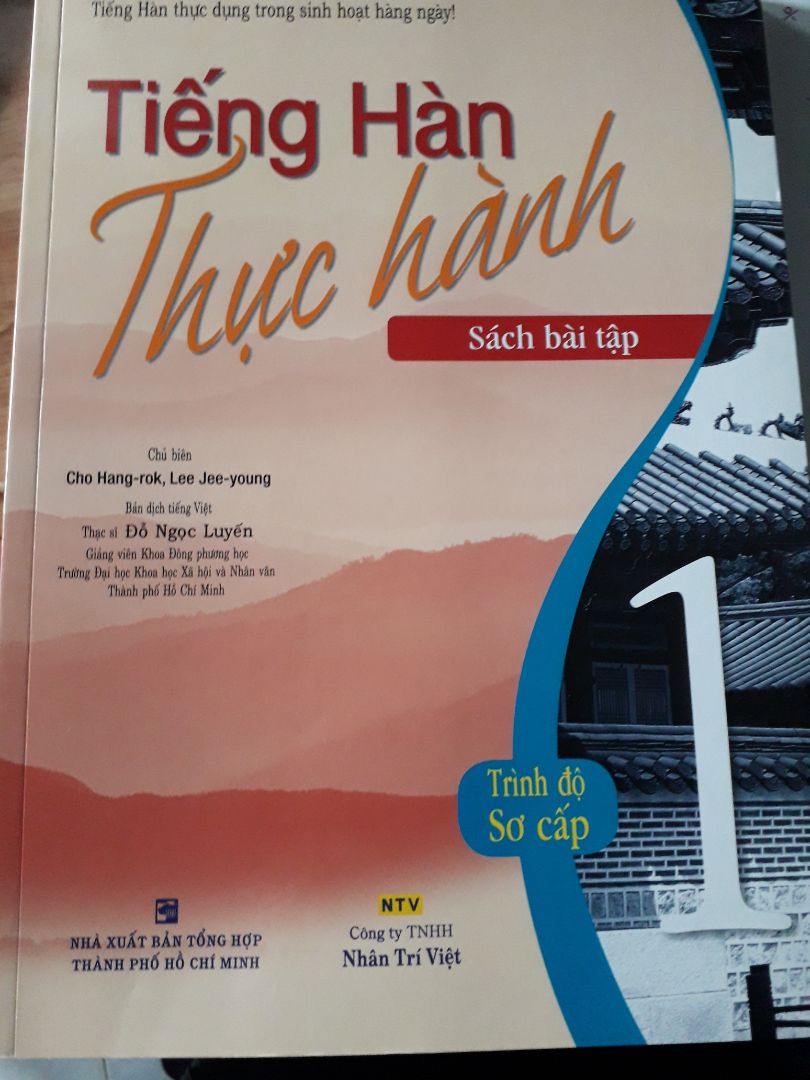 Tiếng Hàn thực dụng trong sinh hoạt hàng ngày!
Tiếng Hàn
Thực hành
Sách bài tập
Chủ biên
Cho Hang-rok, Lee Jee-young
Bản dịch tiếng Việt
Thạc sĩ Đỗ Ngọc Luyến
Giảng viên Khoa Đông phương học
Trường Đại học Khoa học Xã hội và Nhân văn
Thành phố Hồ Chí Minh
1
Trình độ
Sơ cấp
NHÀ XUẤT BẢN TỔNG HỢP
THÀNH PHỐ HỒ CHÍ MINH
NTV
Công ty TNHH
Nhân Trí Việt